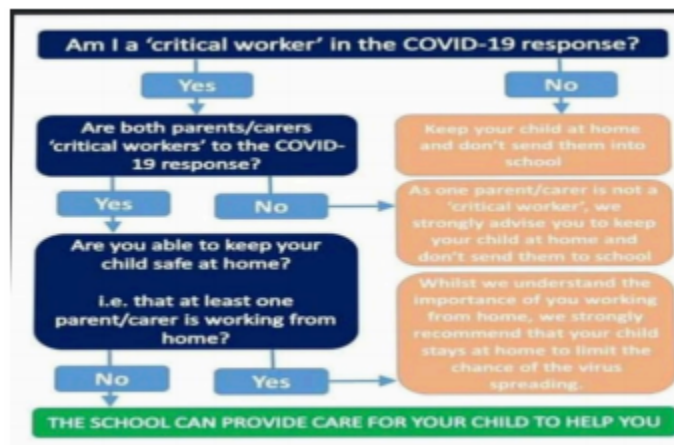 Am I a 'critical worker' in the COVID-19 response?
Yes
No
Are both parents/carers
'critical workers' to the COVID-
19 response?
Keep your child at home
and don't send them into
school
Yes
No
As one parent/carer is not a
'critical worker', we
strongly advise you to keep
your child at home and
don't send them to school
Are you able to keep your
child safe at home?
i.e. that at least one
parent/carer is working from
home?
Whilst we understand the
importance of you working
from home, we strongly
recommend that your child
stays at home to limit the
chance of the virus
spreading.
No
Yes
THE SCHOOL CAN PROVIDE CARE FOR YOUR CHILD TO HELP YOU